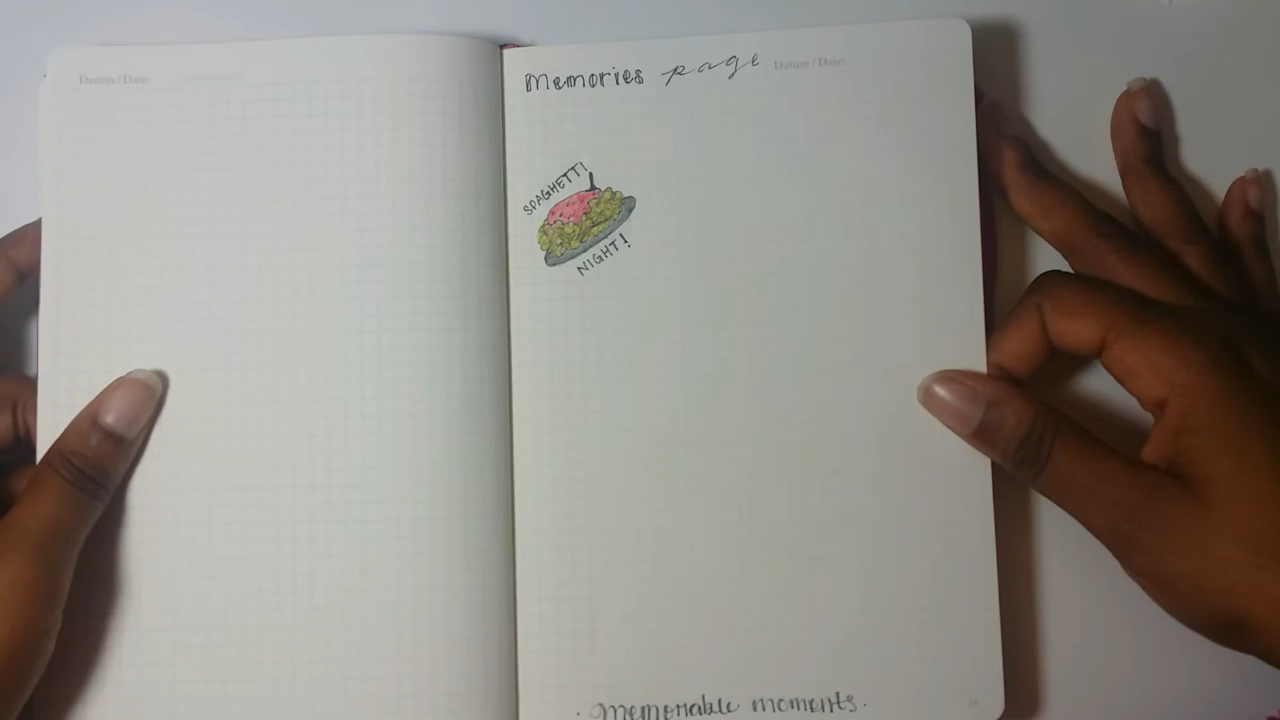 Datum / Date:
Memories page
Datum / Date:
SPAGHETTI
NIGHT!
· memorable moments.